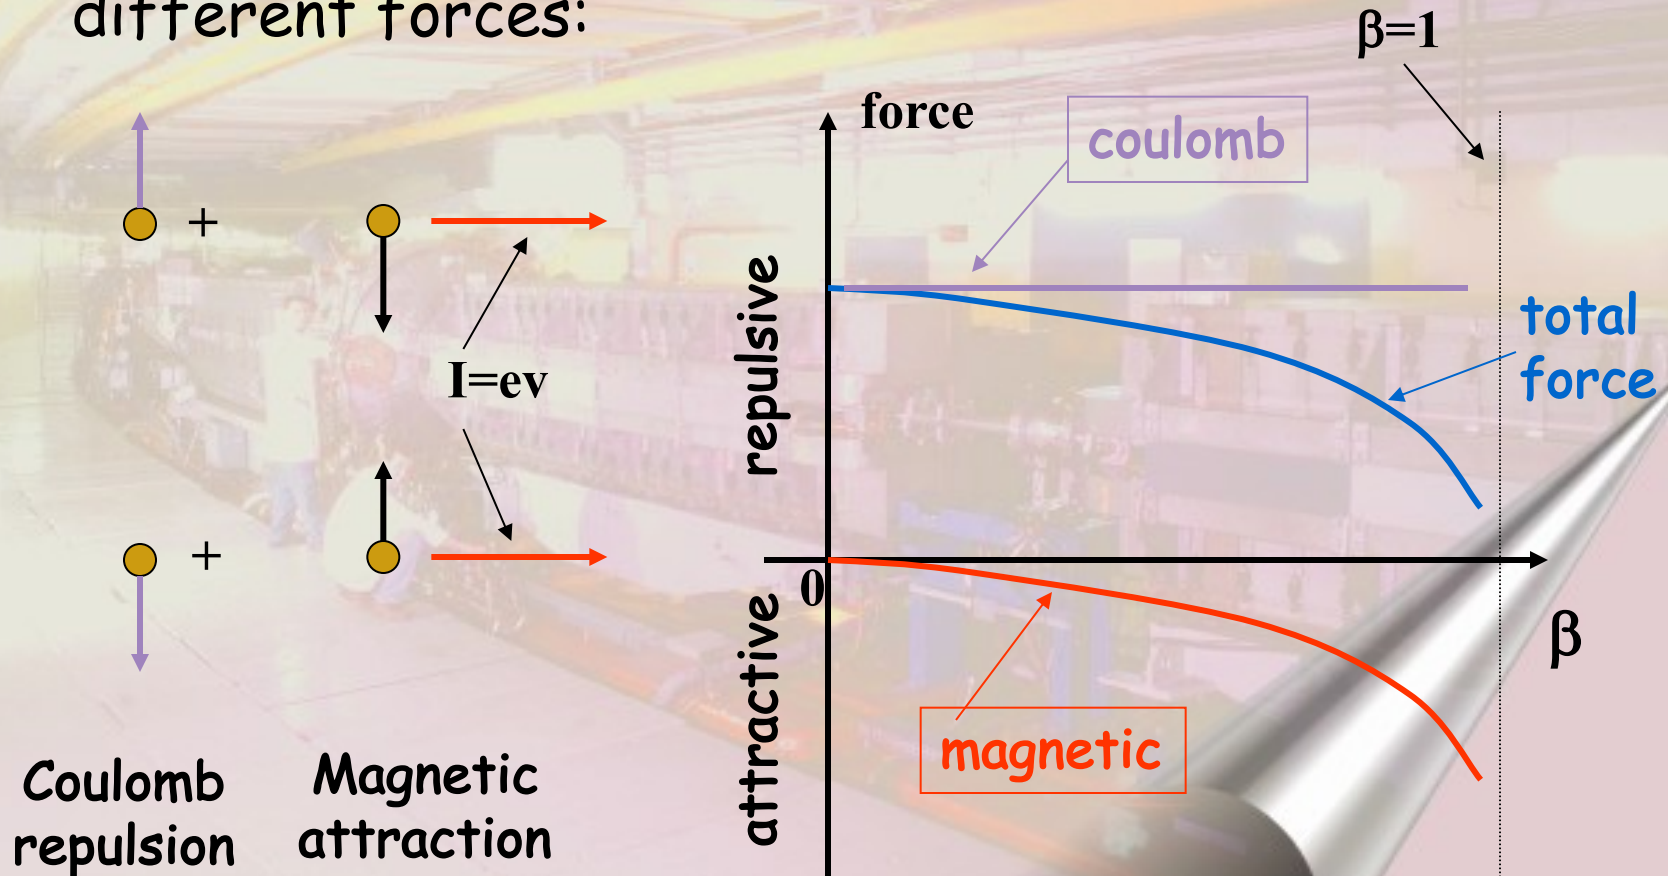 different forces:
β=1
force
coulomb
+
+
I=ev
repulsive
total
force
0
β
attractive
magnetic
Coulomb
repulsion
Magnetic
attraction